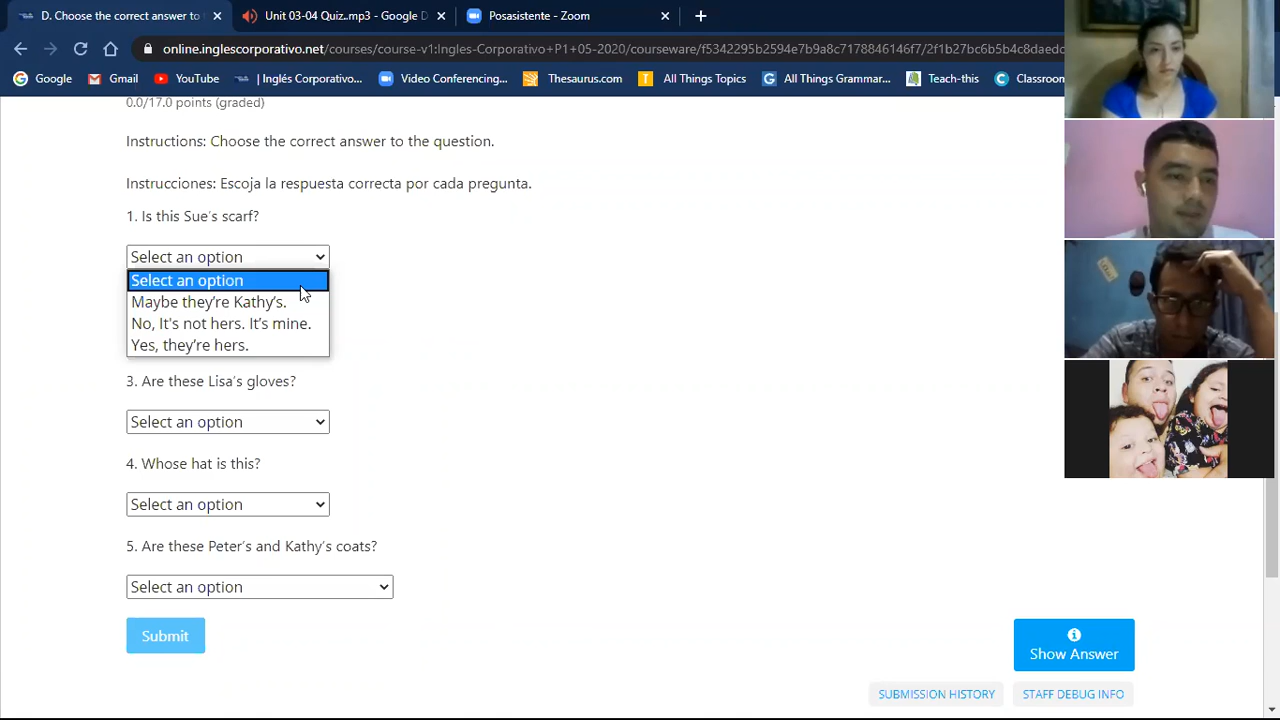 D. Choose the correct answer to
Unit 03-04 Quiz..mp3 - Google D
Posasistente - Zoom
online.inglescorporativo.net/courses/course-v1:Ingles-Corporativo+P1+05-2020/courseware/f5342295b2594e7b9a8c7178846146f7/2f1b27bc6b5b4c8daedc
Google
Gmail
YouTube
| Inglés Corporativo...
Video Conferencing...
Thesaurus.com
All Things Topics
All Things Grammar...
Teach-this
Classroom
0.0/17.0 points (graded)
Instructions: Choose the correct answer to the question.
Instrucciones: Escoja la respuesta correcta por cada pregunta.
1. Is this Sue's scarf?
Select an option
Select an option
Maybe they're Kathy's.
No, It's not hers. It's mine.
Yes, they're hers.
3. Are these Lisa's gloves?
Select an option
4. Whose hat is this?
Select an option
5. Are these Peter's and Kathy's coats?
Select an option
Submit
Show Answer
SUBMISSION HISTORY
STAFF DEBUG INFO